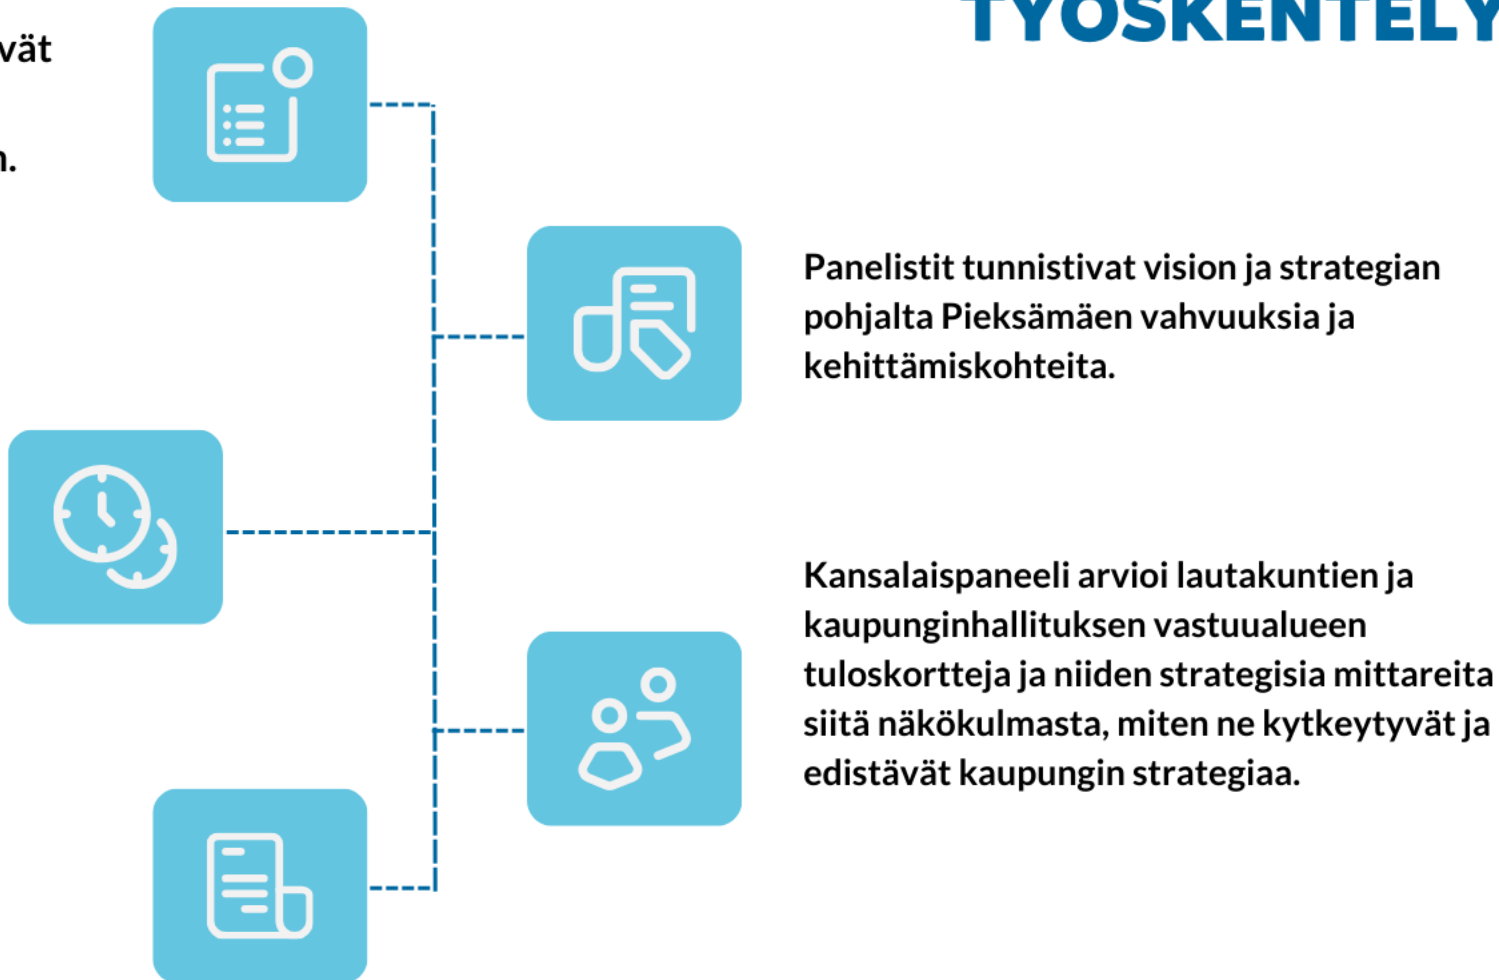 TYÖSKENTELY
vät
n.
Panelistit tunnistivat vision ja strategian
pohjalta Pieksämäen vahvuuksia ja
kehittämiskohteita.
Kansalaispaneeli arvioi lautakuntien ja
kaupunginhallituksen vastuualueen
tuloskortteja ja niiden strategisia mittareita
siitä näkökulmasta, miten ne kytkeytyvät ja
edistävät kaupungin strategiaa.